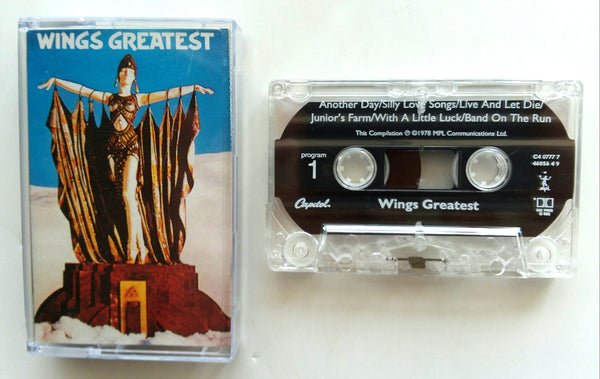 WINGS GREATEST
Another Day/Silly Love Songs/Live And Let Die/
Junior's Farm/With A Little Luck/Band On The Run
This Compilation ℗ ©1978 MPL Communications Ltd.
program
1
C4 0777 7
46056 4 9
Capitol.
Wings Greatest